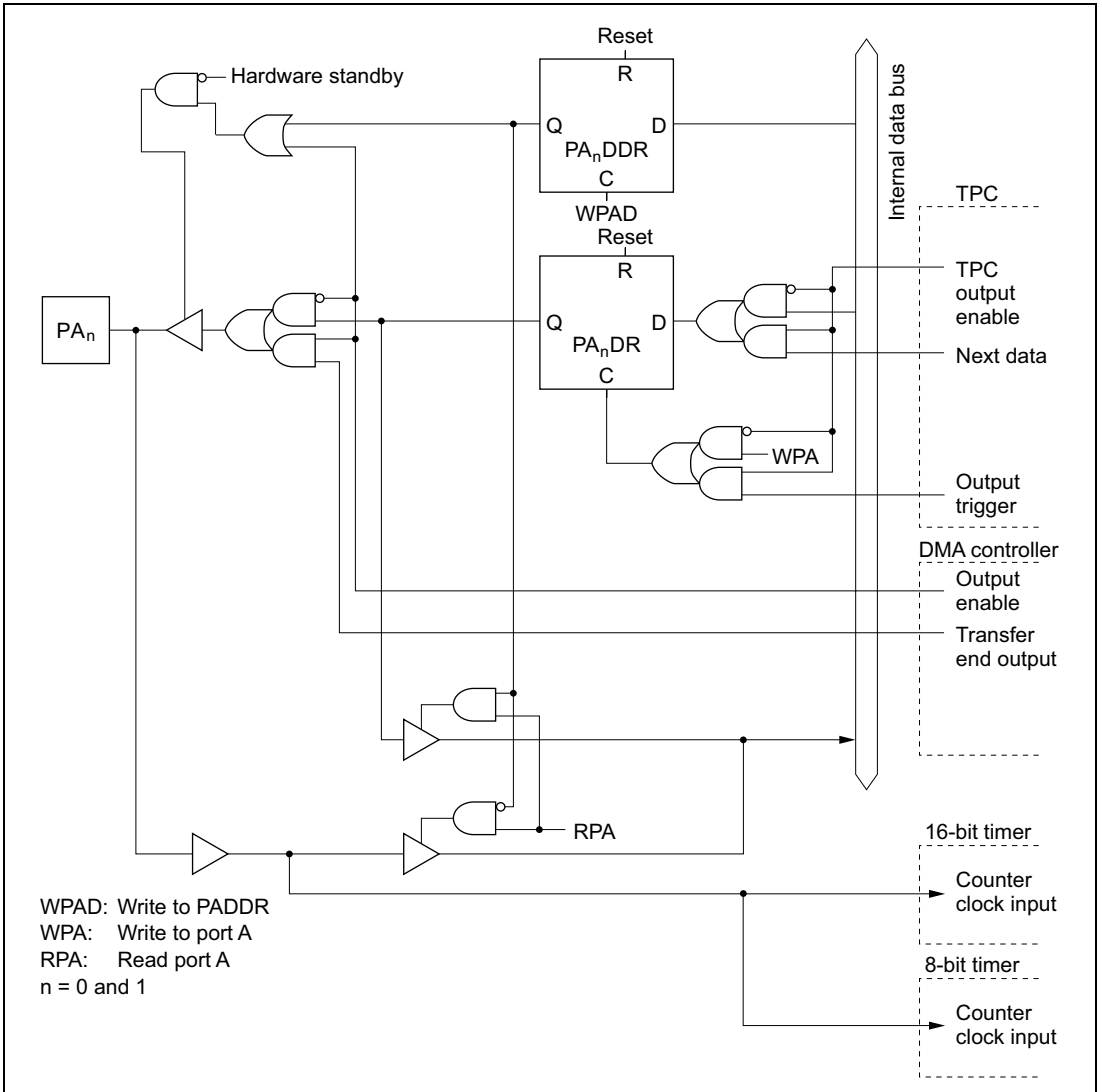 Reset
Hardware standby
R
Q
D
PAnDDR
C
WPAD
Internal data bus
TPC
Reset
R
TPC
output
enable
PAn
Q
D
PAnDR
C
Next data
WPA
Output
trigger
DMA controller
Output
enable
Transfer
end output
RPA
16-bit timer
Counter
clock input
WPAD: Write to PADDR
WPA: Write to port A
RPA: Read port A
n = 0 and 1
8-bit timer
Counter
clock input